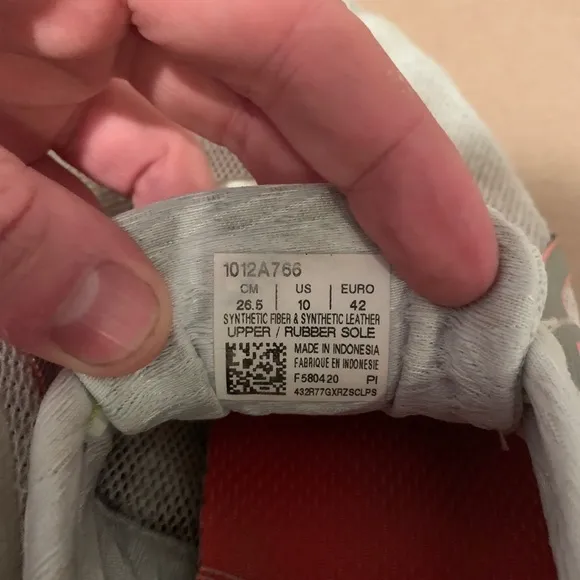 1012A766
CM | US | EURO
26.5 | 10 | 42
SYNTHETIC FIBER & SYNTHETIC LEATHER
UPPER / RUBBER SOLE
MADE IN INDONESIA
FABRIQUÉ EN INDONESIE
F580420 PI
432R77GXRZSCLPS